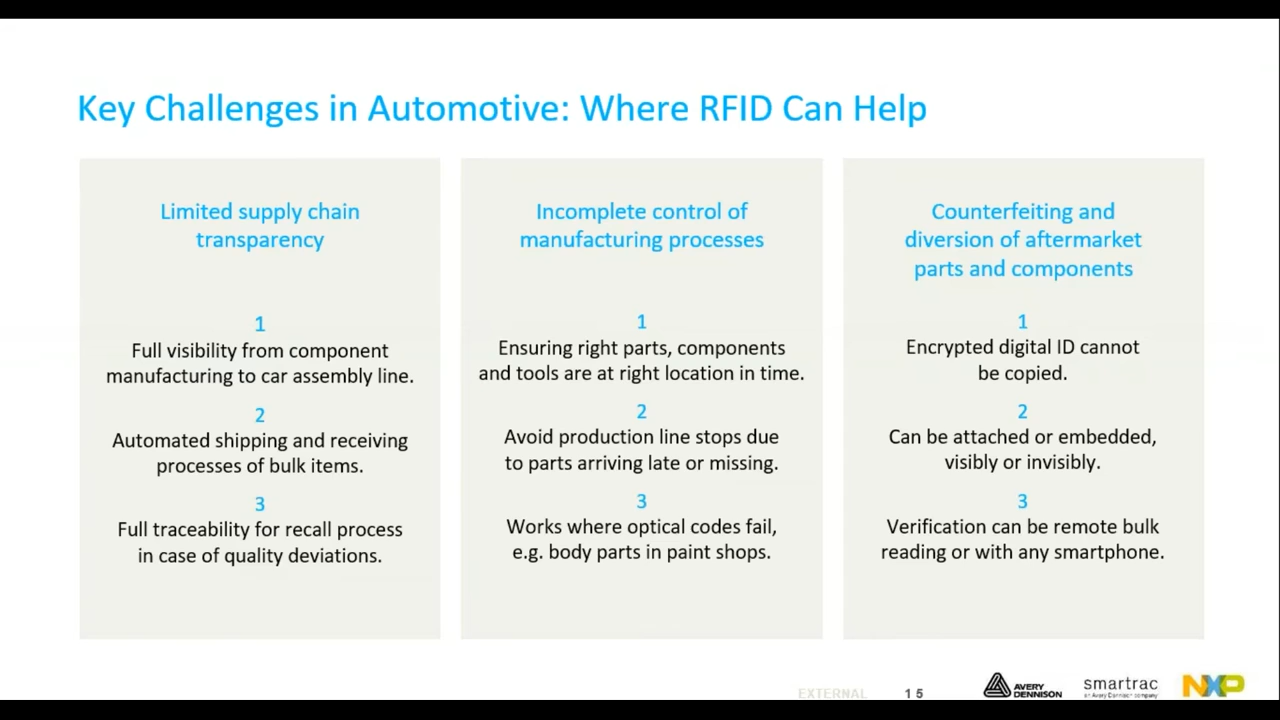 Key Challenges in Automotive: Where RFID Can Help
Limited supply chain
transparency
1
Full visibility from component
manufacturing to car assembly line.
2
Automated shipping and receiving
processes of bulk items.
3
Full traceability for recall process
in case of quality deviations.
Incomplete control of
manufacturing processes
1
Ensuring right parts, components
and tools are at right location in time.
2
Avoid production line stops due
to parts arriving late or missing.
3
Works where optical codes fail,
e.g. body parts in paint shops.
Counterfeiting and
diversion of aftermarket
parts and components
1
Encrypted digital ID cannot
be copied.
2
Can be attached or embedded,
visibly or invisibly.
3
Verification can be remote bulk
reading or with any smartphone.
EXTERNAL
15
AVERY
DENNISON
smartrac
an Avery Dennison company
NXP